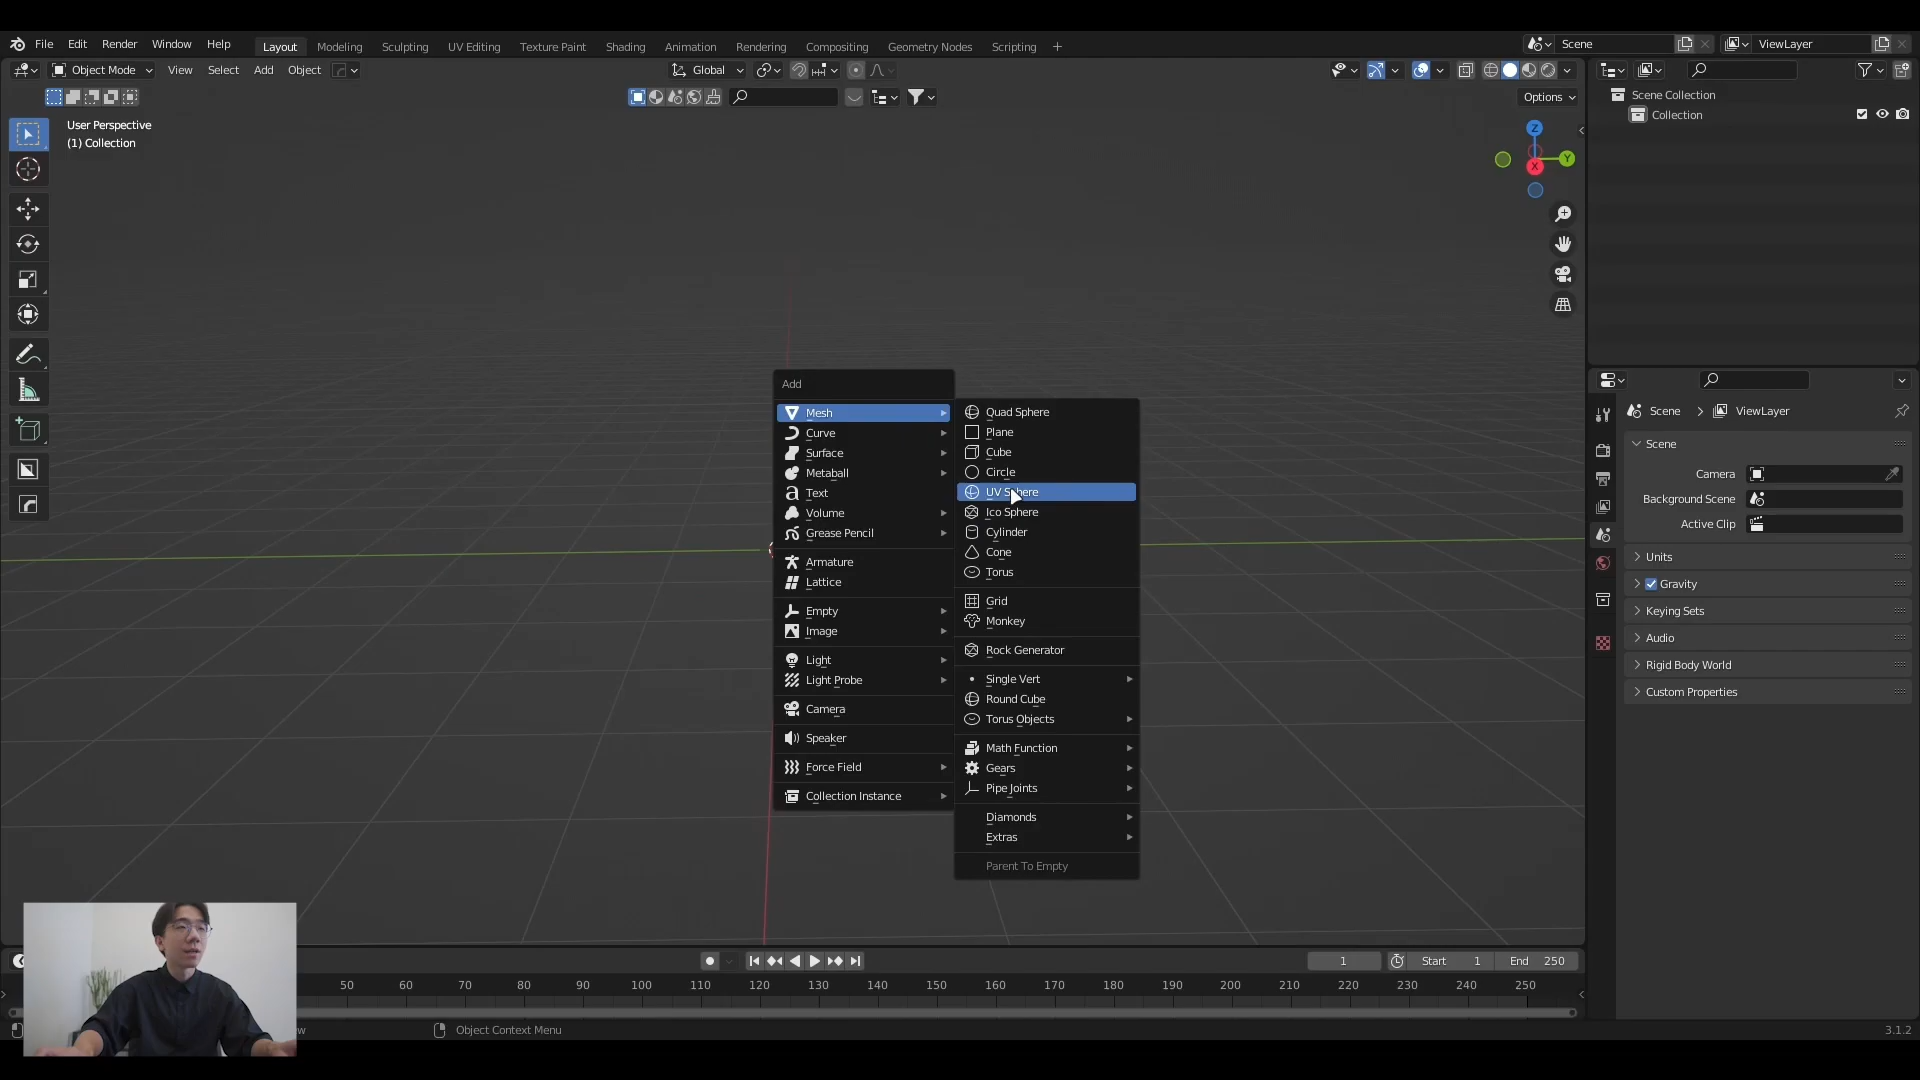 File Edit Render Window Help Layout Modeling Sculpting UV Editing Texture Paint Shading Animation Rendering Compositing Geometry Nodes Scripting + Scene ViewLayer
Object Mode View Select Add Object Global
Options
User Perspective
(1) Collection
Z
Y
X
Scene Collection
Collection
Add
Mesh
Curve
Surface
Metaball
Text
Volume
Grease Pencil
Armature
Lattice
Empty
Image
Light
Light Probe
Camera
Speaker
Force Field
Collection Instance
Quad Sphere
Plane
Cube
Circle
UV Sphere
Ico Sphere
Cylinder
Cone
Torus
Grid
Monkey
Rock Generator
Single Vert
Round Cube
Torus Objects
Math Function
Gears
Pipe Joints
Diamonds
Extras
Parent To Empty
Scene > ViewLayer
Scene
Camera
Background Scene
Active Clip
Units
Gravity
Keying Sets
Audio
Rigid Body World
Custom Properties
1 Start 1 End 250
50 60 70 80 90 100 110 120 130 140 150 160 170 180 190 200 210 220 230 240 250
Object Context Menu
3.1.2